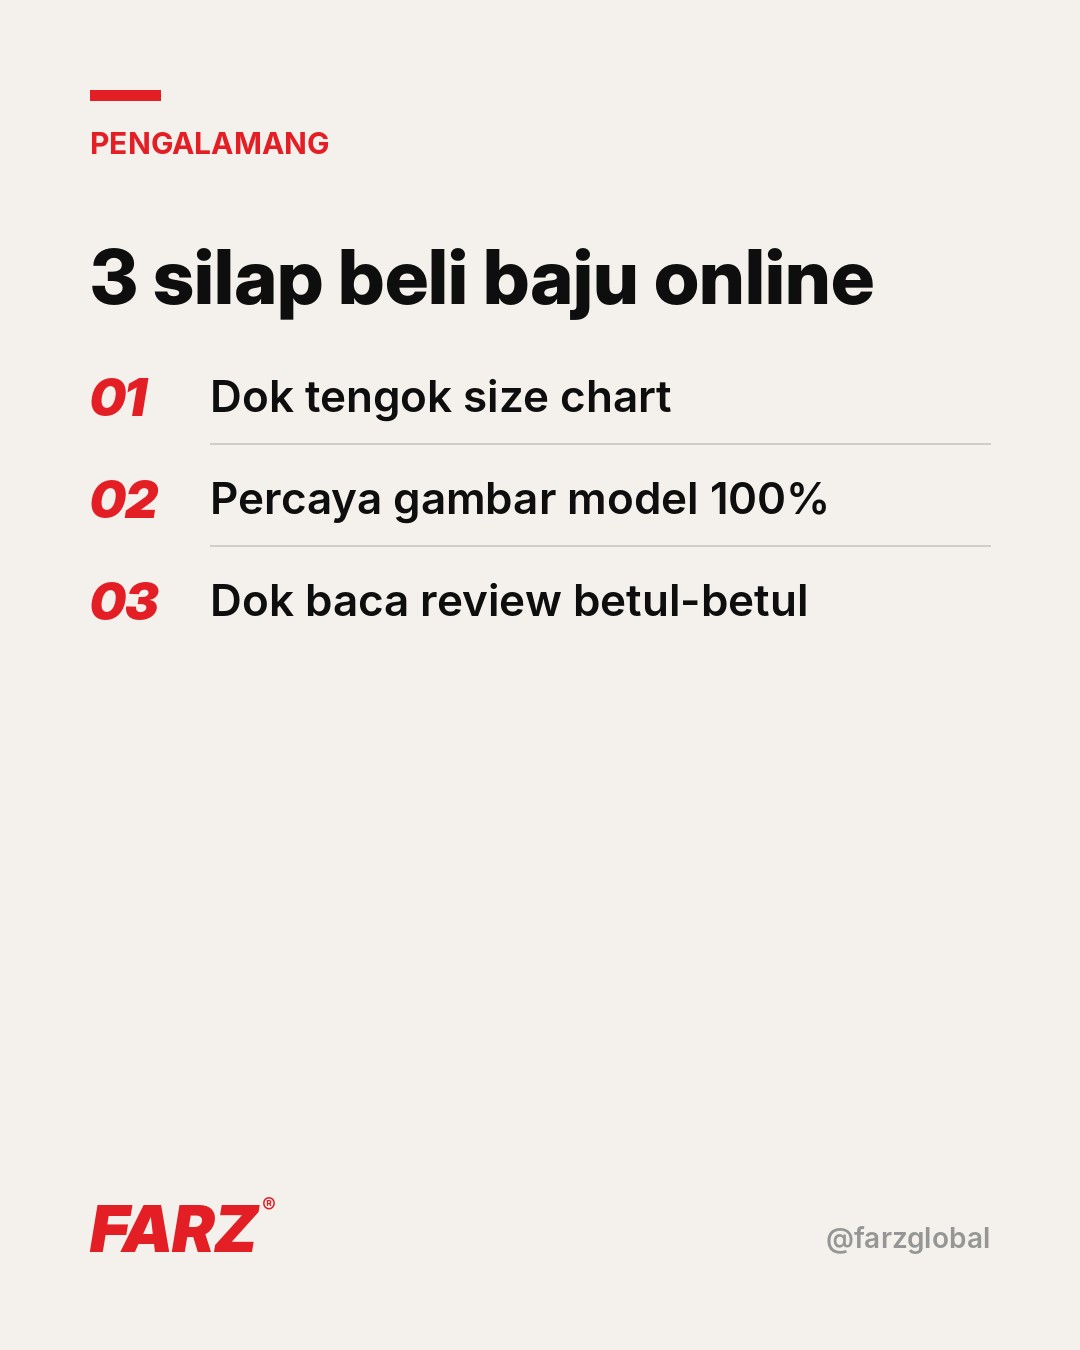 PENGALAMANG
3 silap beli baju online
01 Dok tengok size chart
02 Percaya gambar model 100%
03 Dok baca review betul-betul
FARZ®
@farzglobal